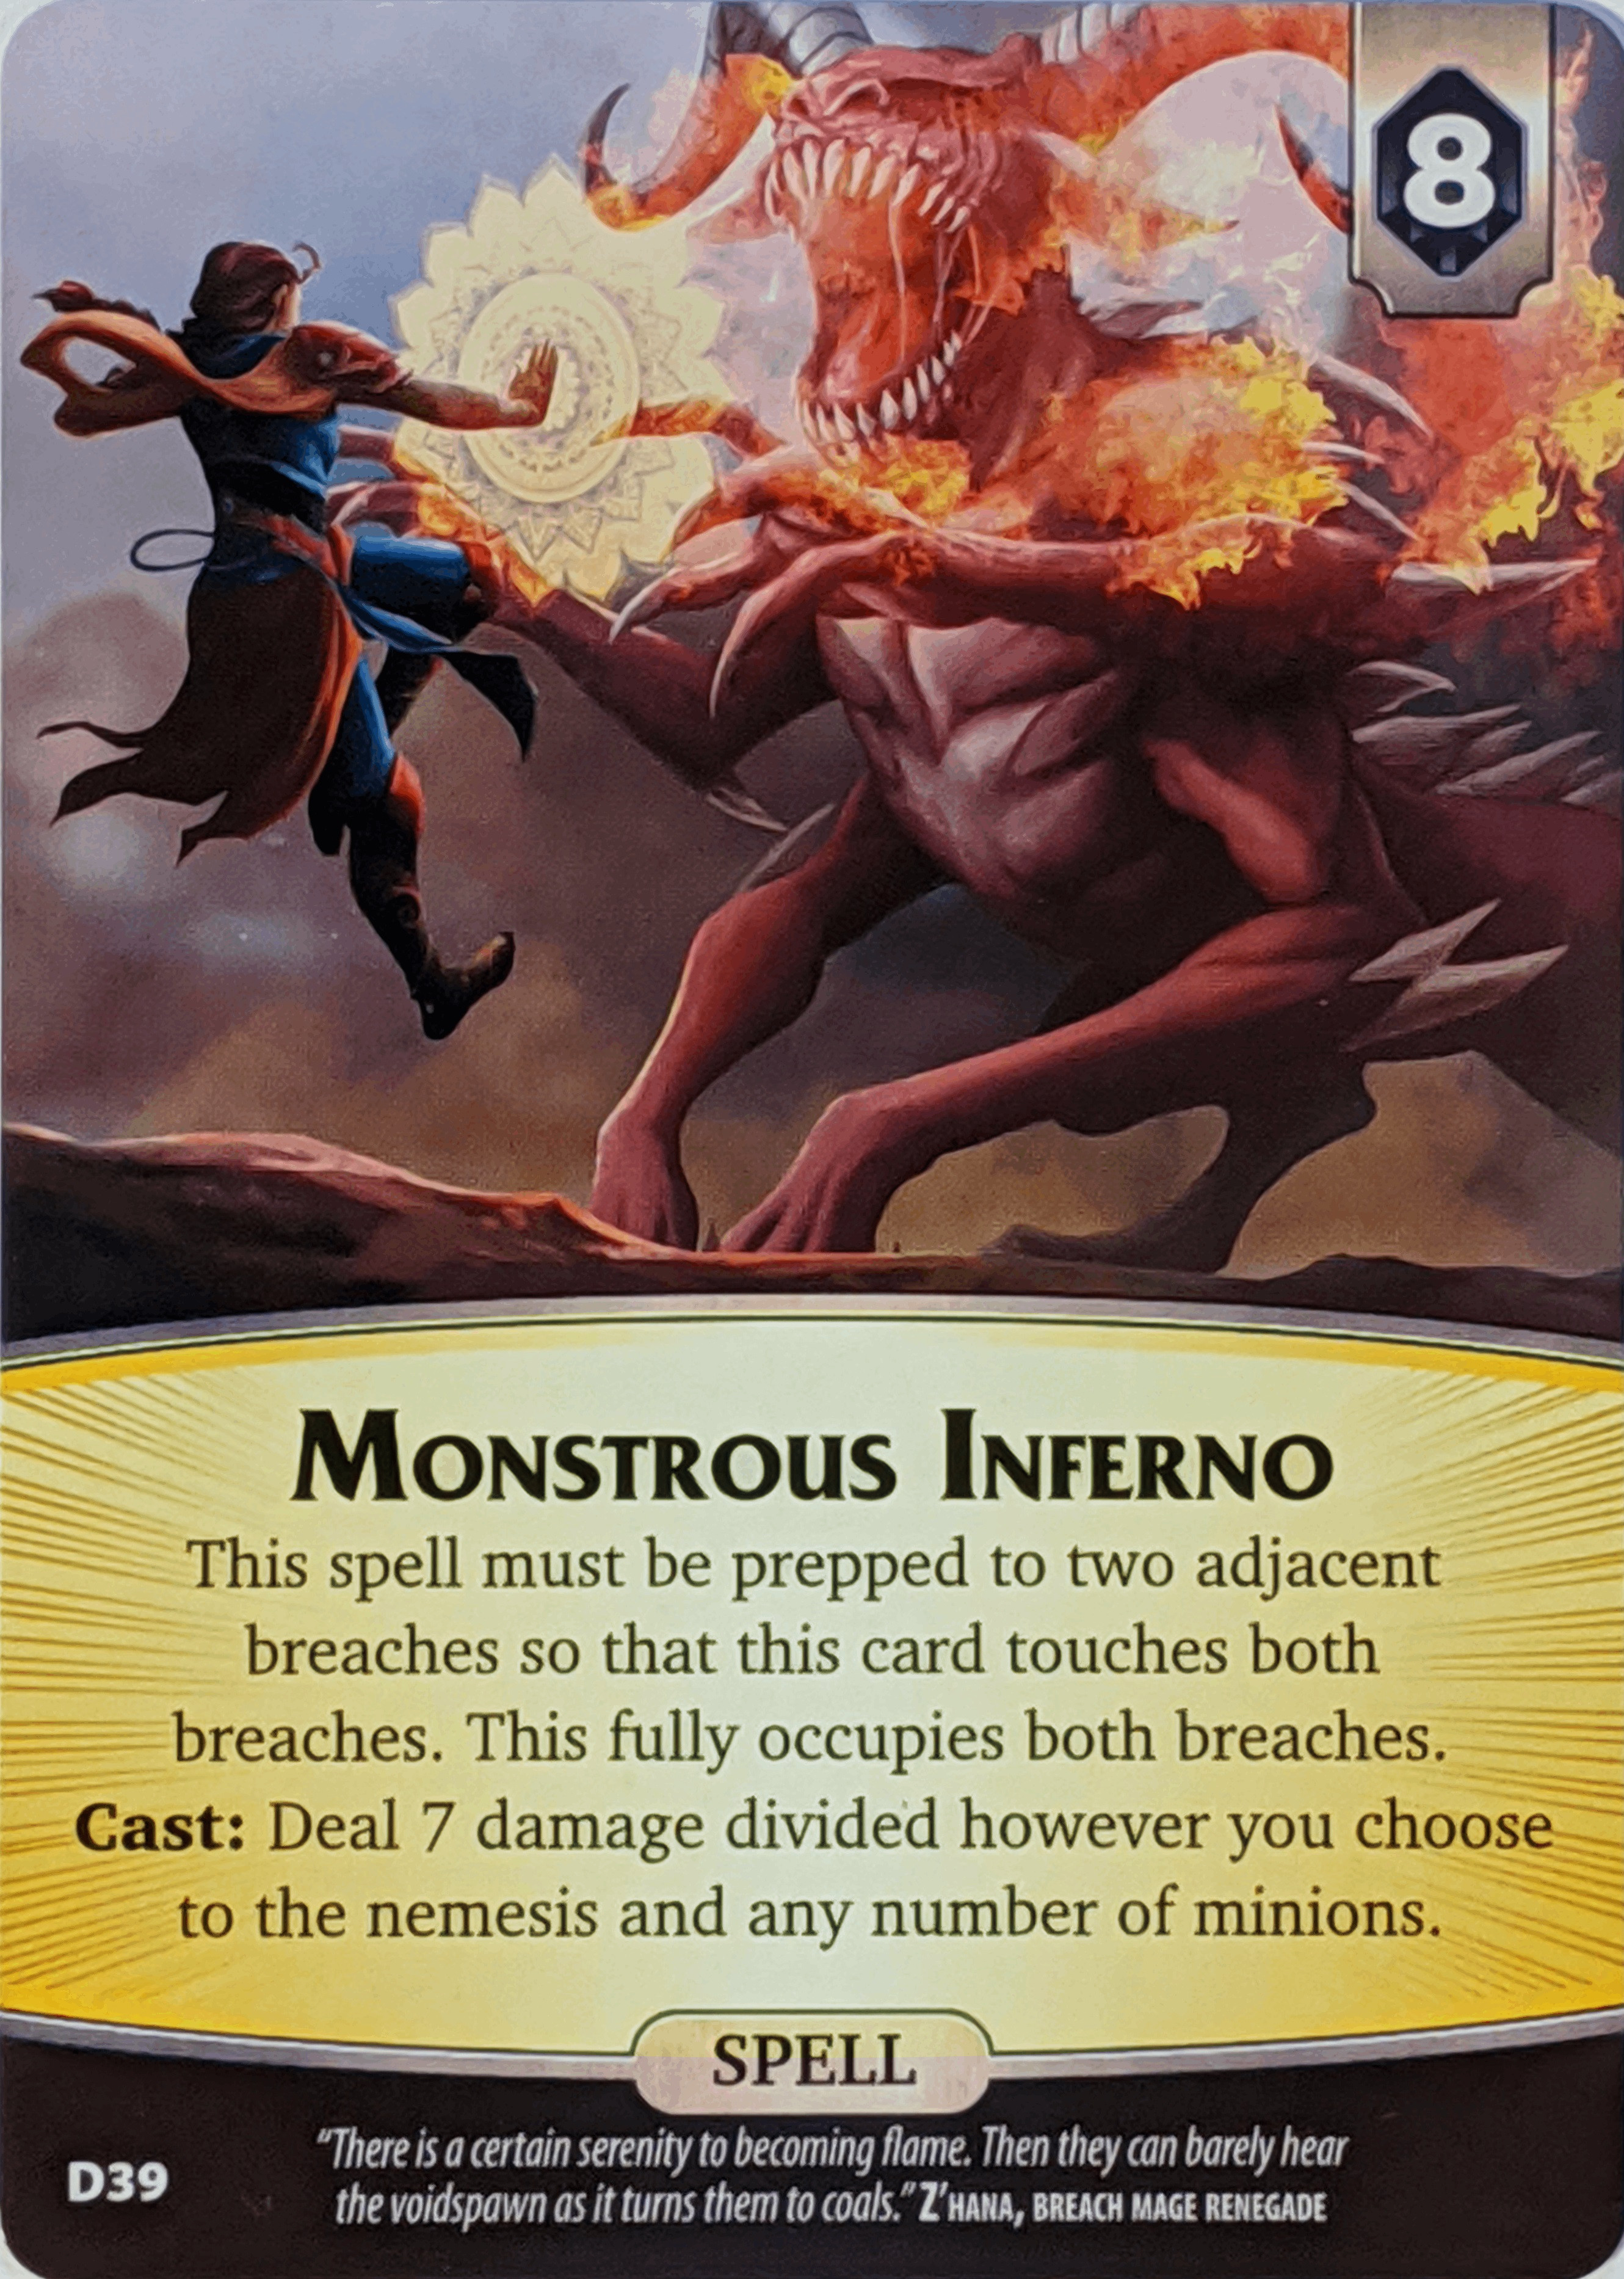 8
Monstrous Inferno
This spell must be prepped to two adjacent
breaches so that this card touches both
breaches. This fully occupies both breaches.
Cast: Deal 7 damage divided however you choose
to the nemesis and any number of minions.
SPELL
"There is a certain serenity to becoming flame. Then they can barely hear
the voidspawn as it turns them to coals." Z'HANA, BREACH MAGE RENEGADE
D39